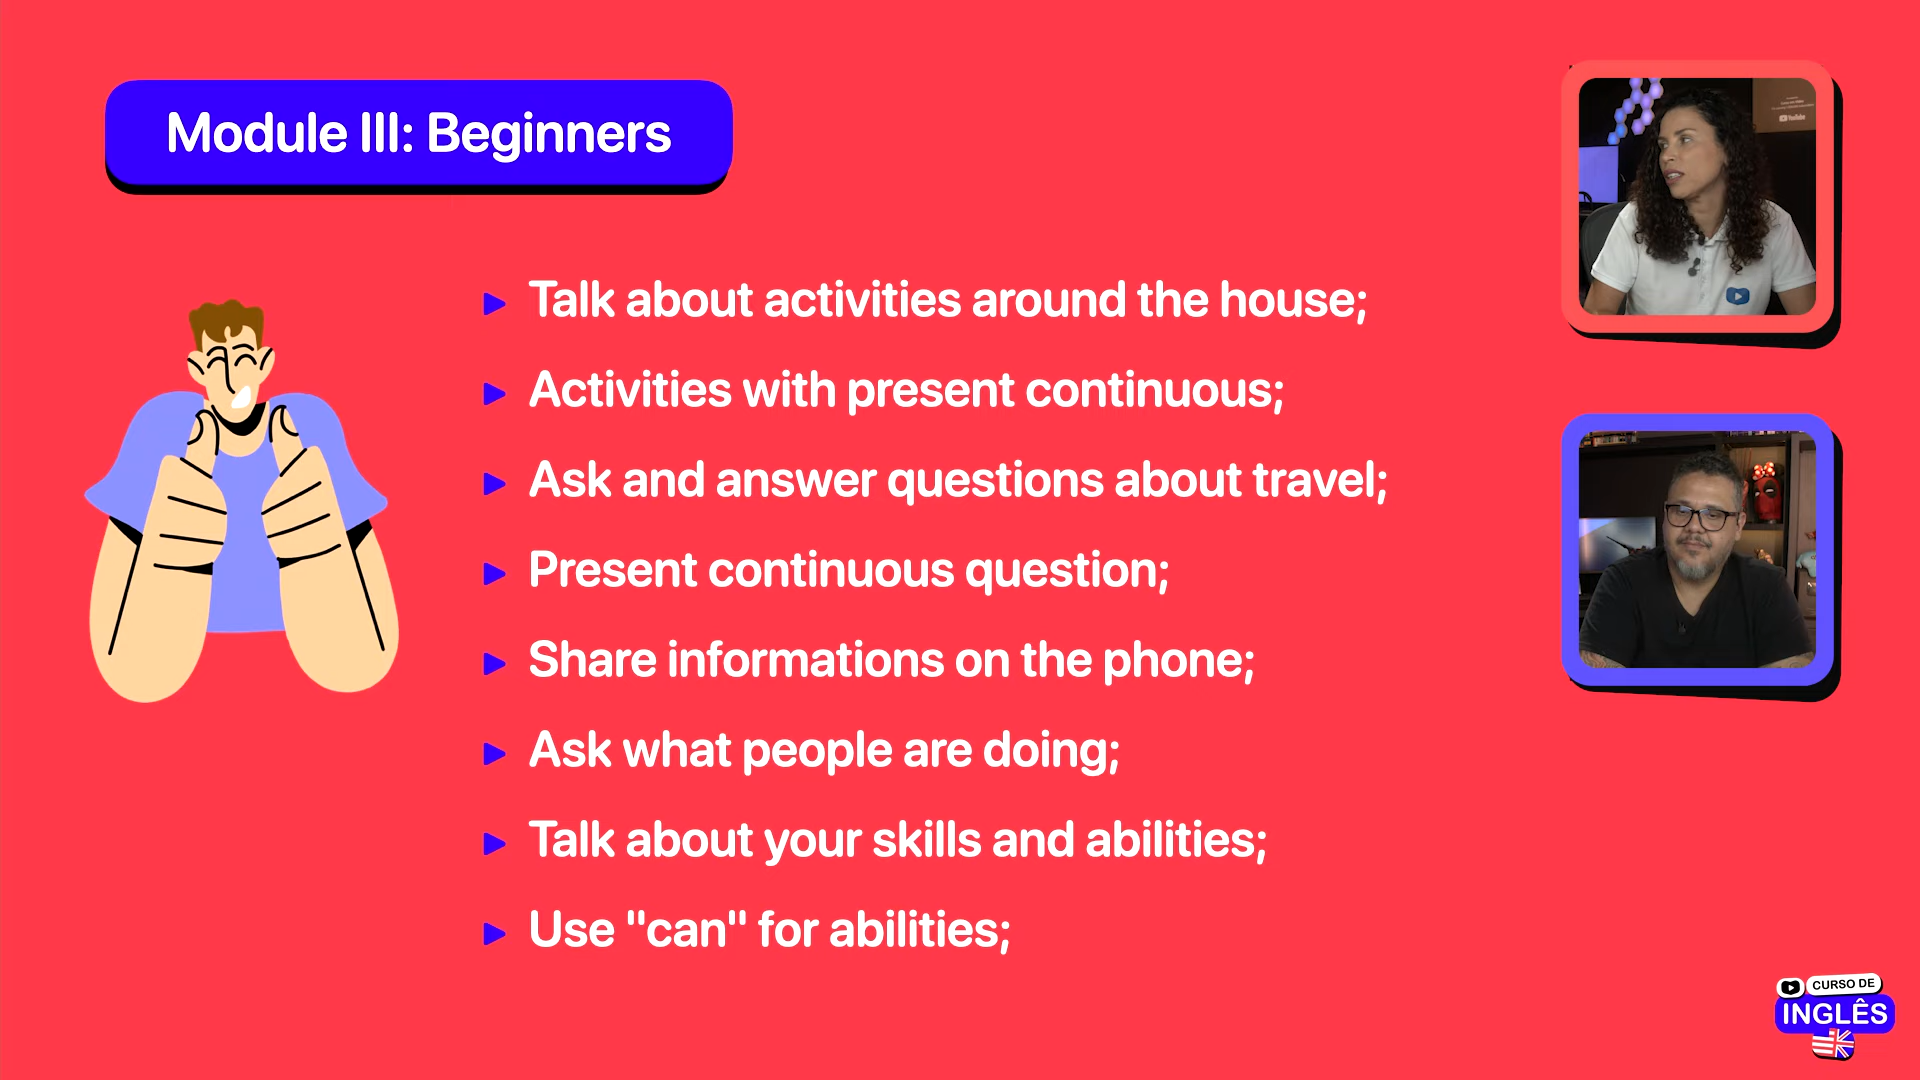 Module III: Beginners
Talk about activities around the house;
Activities with present continuous;
Ask and answer questions about travel;
Present continuous question;
Share informations on the phone;
Ask what people are doing;
Talk about your skills and abilities;
Use "can" for abilities;
YouTube
CURSO DE
INGLÊS